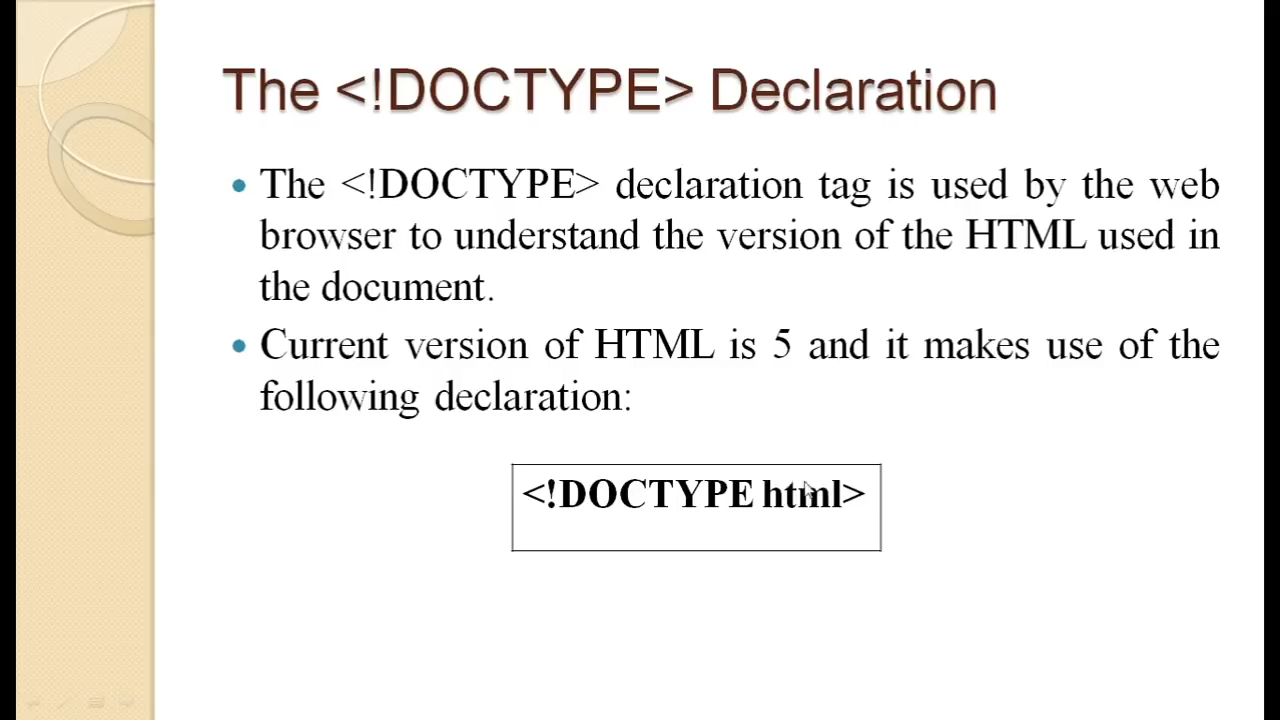 The <!DOCTYPE> Declaration
The <!DOCTYPE> declaration tag is used by the web
browser to understand the version of the HTML used in
the document.
Current version of HTML is 5 and it makes use of the
following declaration:
<!DOCTYPE html>